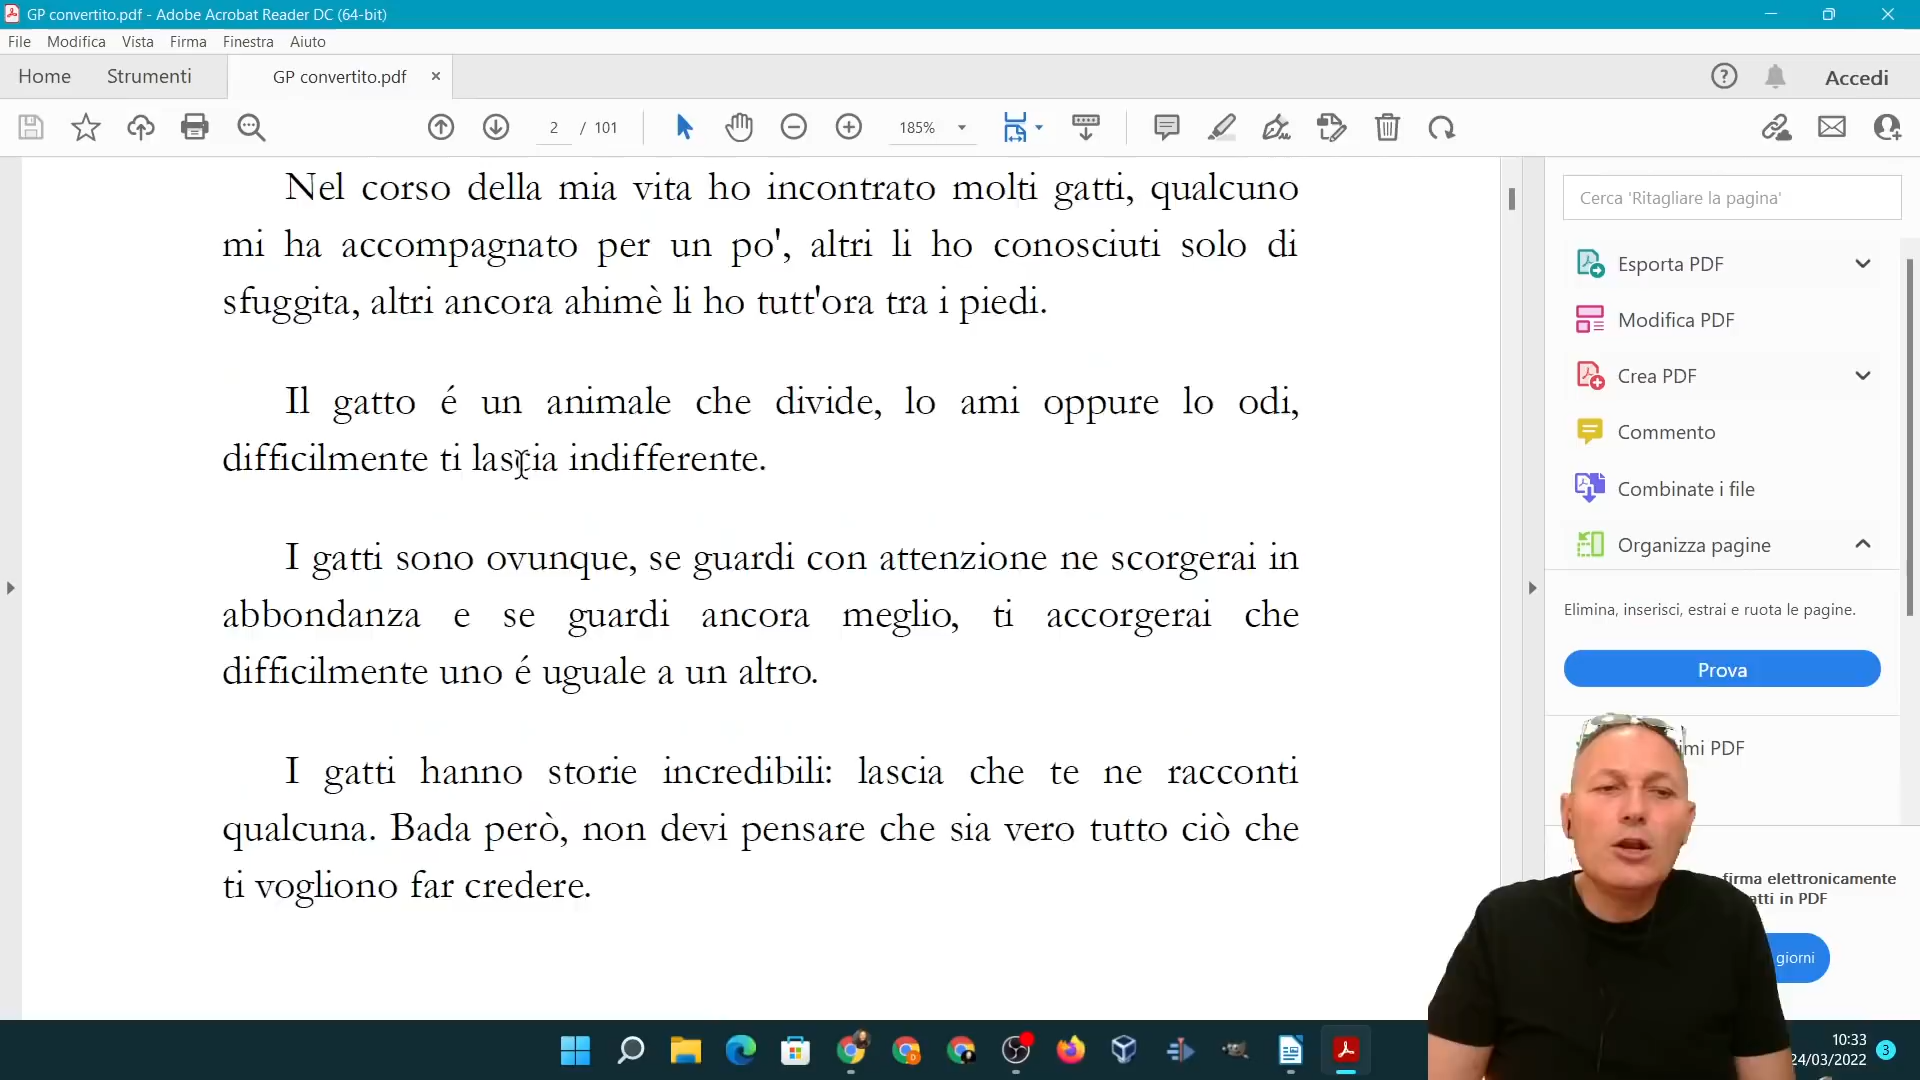 GP convertito.pdf - Adobe Acrobat Reader DC (64-bit)
File Modifica Vista Firma Finestra Aiuto
Home Strumenti GP convertito.pdf Accedi
2 / 101 185%
Nel corso della mia vita ho incontrato molti gatti, qualcuno
mi ha accompagnato per un po', altri li ho conosciuti solo di
sfuggita, altri ancora ahimè li ho tutt'ora tra i piedi.
Il gatto é un animale che divide, lo ami oppure lo odi,
difficilmente ti lascia indifferente.
I gatti sono ovunque, se guardi con attenzione ne scorgerai in
abbondanza e se guardi ancora meglio, ti accorgerai che
difficilmente uno é uguale a un altro.
I gatti hanno storie incredibili: lascia che te ne racconti
qualcuna. Bada però, non devi pensare che sia vero tutto ciò che
ti vogliono far credere.
Cerca 'Ritagliare la pagina'
Esporta PDF
Modifica PDF
Crea PDF
Commento
Combinate i file
Organizza pagine
Elimina, inserisci, estrai e ruota le pagine.
Prova
PDF
firma elettronicamente
in PDF
giorni
10:33
24/03/2022
3